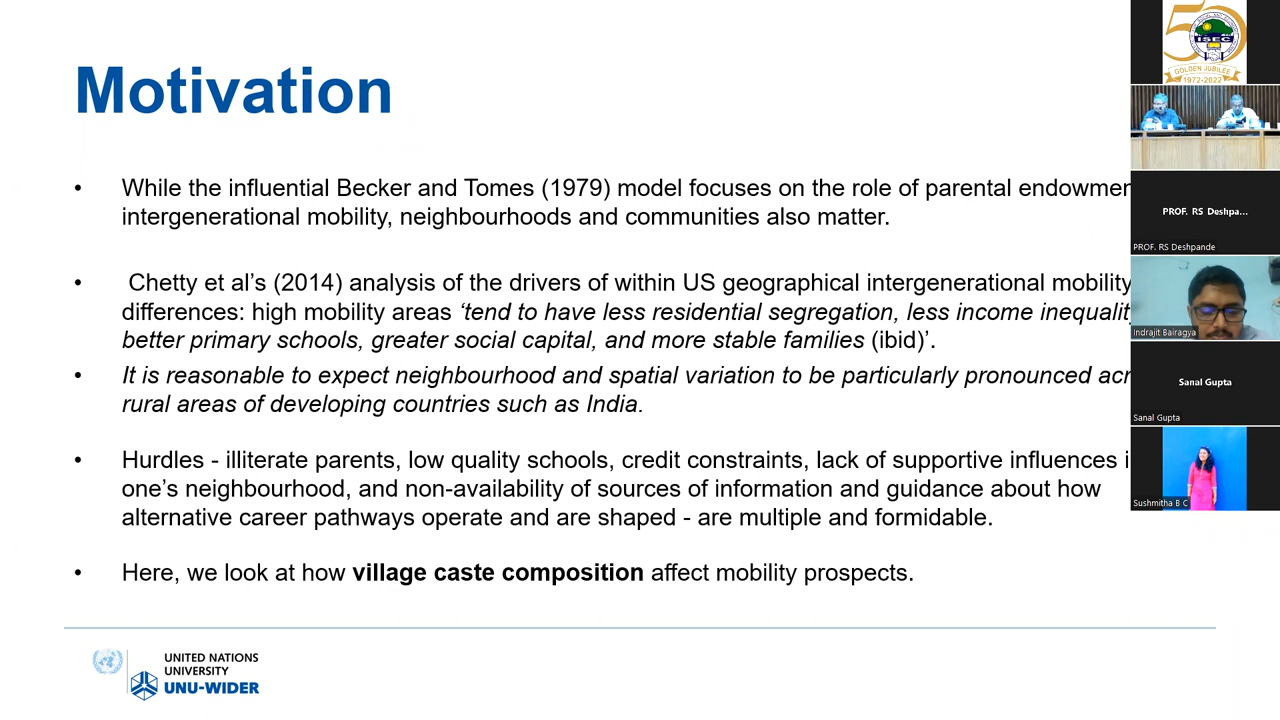 Motivation
• While the influential Becker and Tomes (1979) model focuses on the role of parental
intergenerational mobility, neighbourhoods and communities also matter.
• Chetty et al’s (2014) analysis of the drivers of within US geographical intergenerational mobility
differences: high mobility areas ‘tend to have less residential segregation, less income
better primary schools, greater social capital, and more stable families (ibid)’.
• It is reasonable to expect neighbourhood and spatial variation to be particularly pronounced
rural areas of developing countries such as India.
• Hurdles - illiterate parents, low quality schools, credit constraints, lack of supportive influences
one’s neighbourhood, and non-availability of sources of information and guidance about how
alternative career pathways operate and are shaped - are multiple and formidable.
• Here, we look at how village caste composition affect mobility prospects.
UNITED NATIONS
UNIVERSITY
UNU-WIDER
50
ISEC
GOLDEN JUBILEE
1972-2022
PROF. RS Deshpa...
PROF. RS Deshpande
Indrajit Bairagya
Sanal Gupta
Sanal Gupta
Sushmitha B C